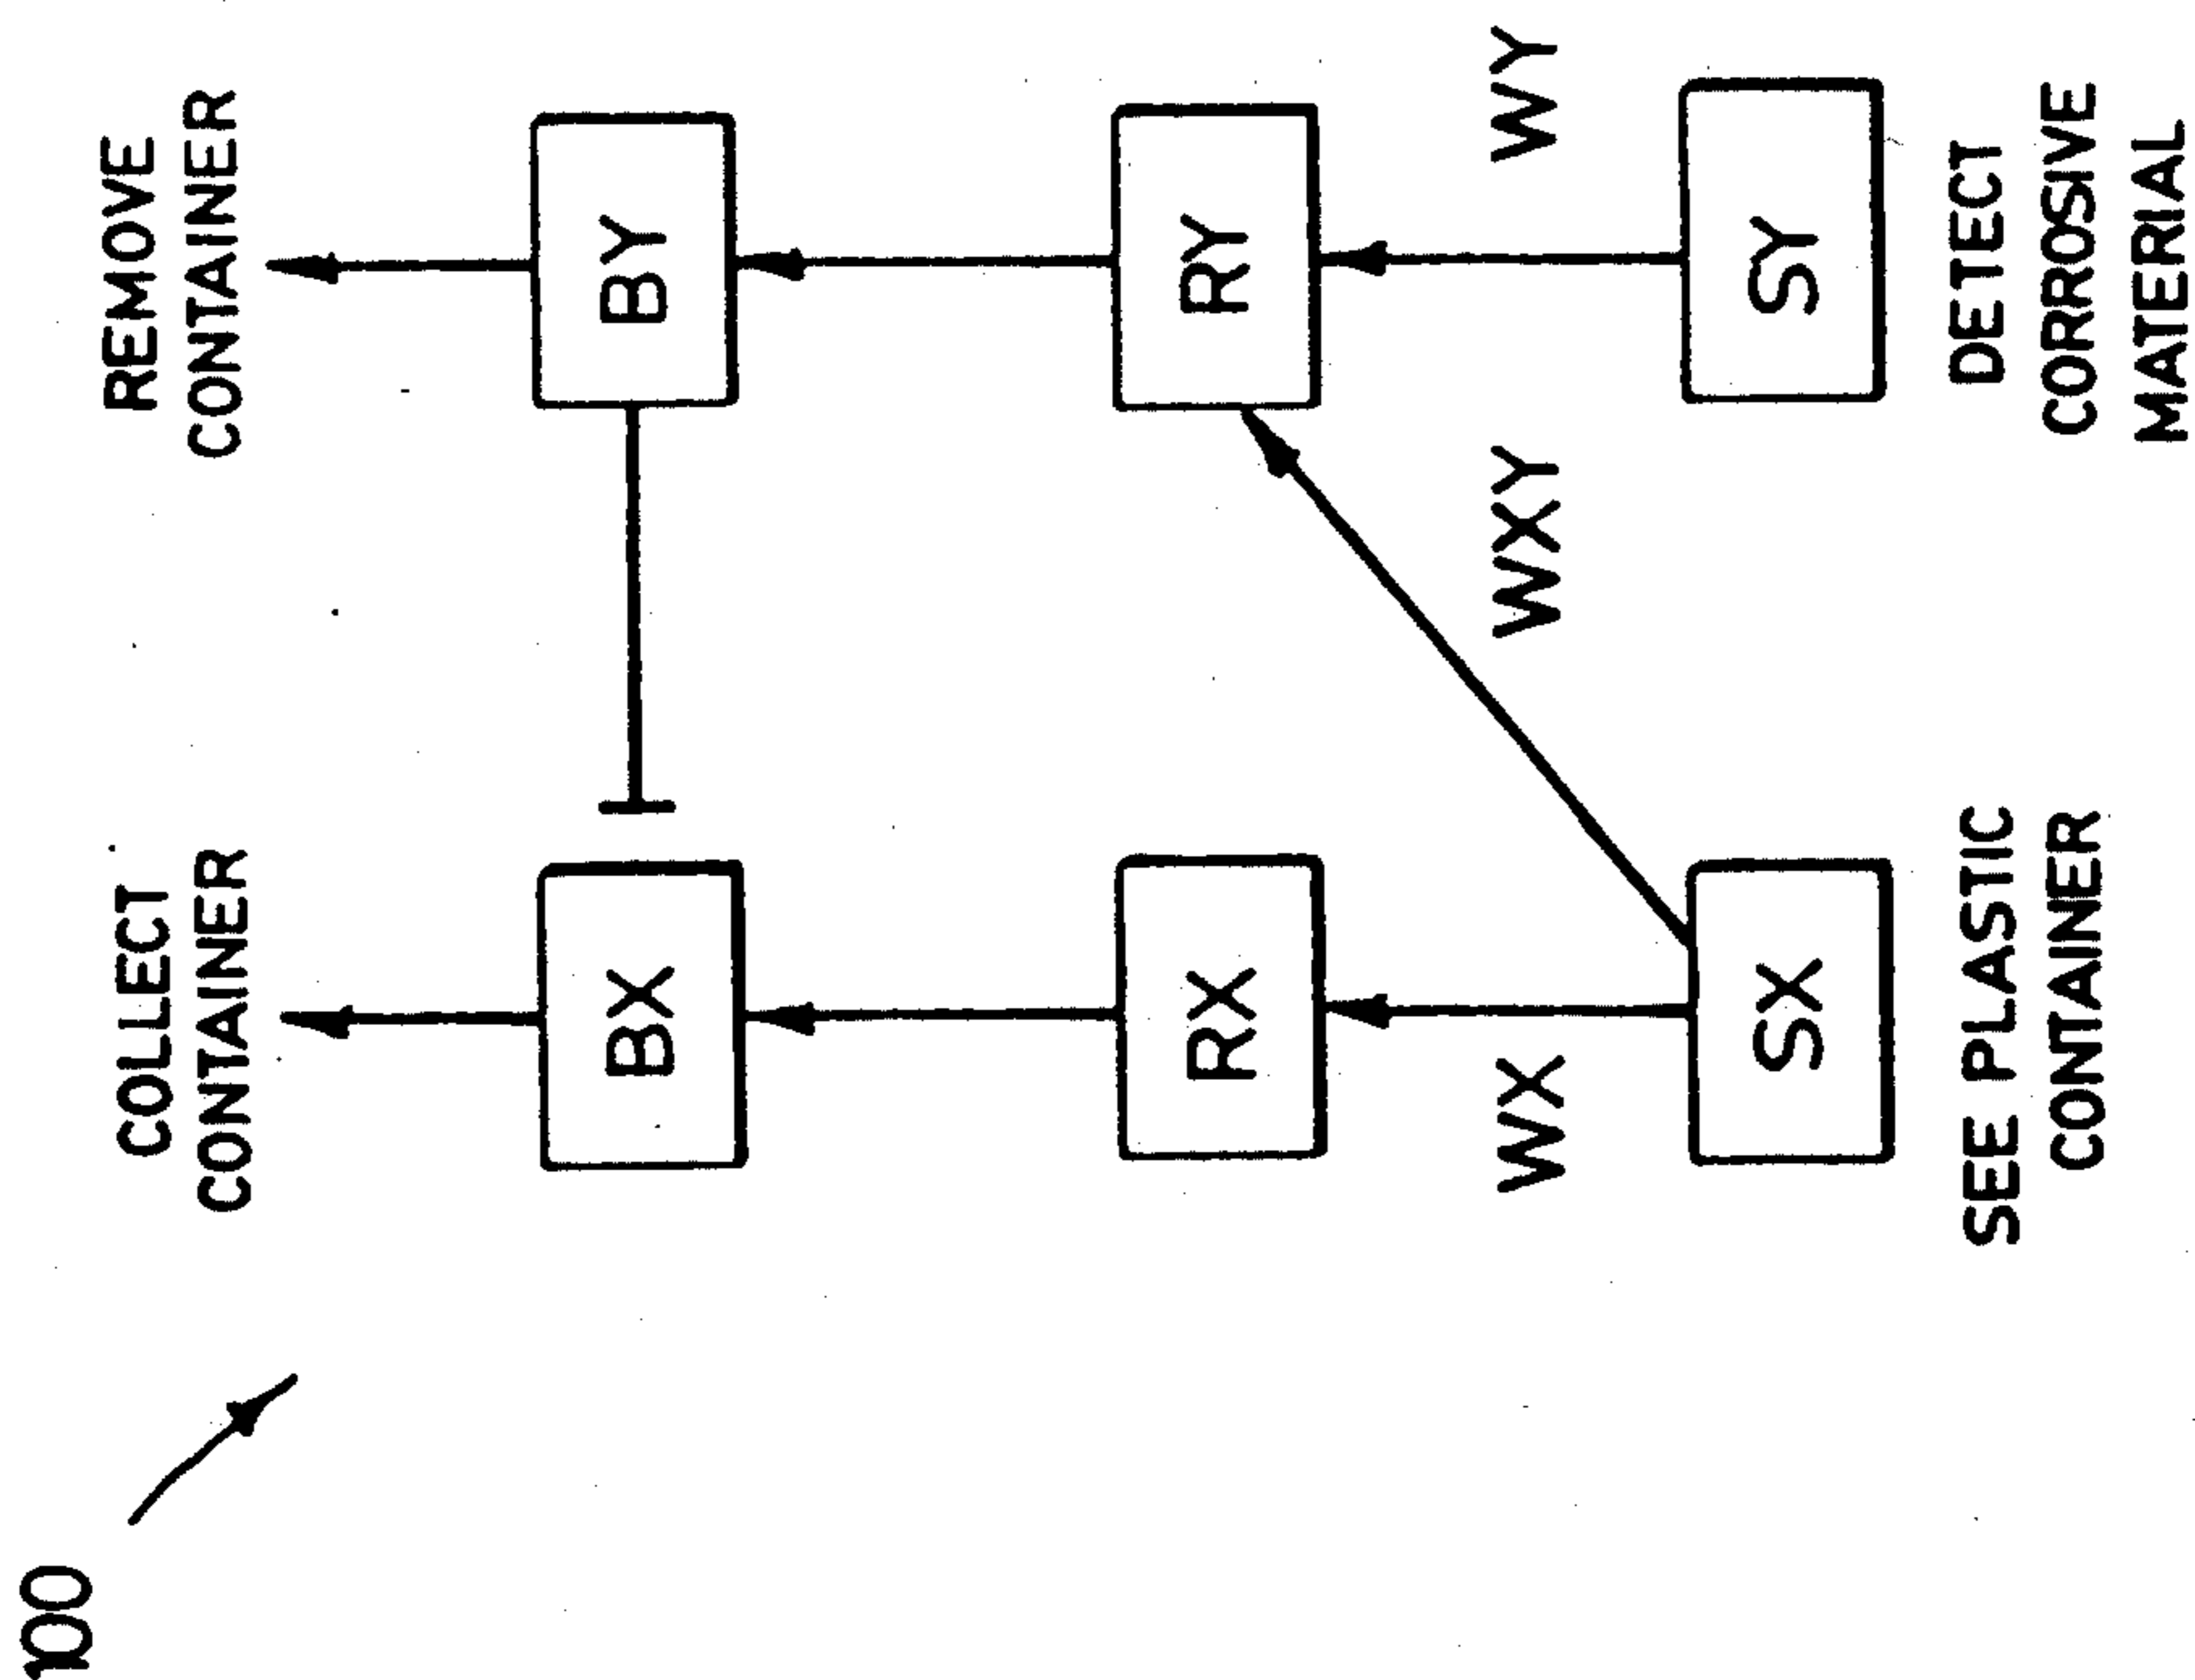 100
COLLECT
CONTAINER
REMOVE
CONTAINER
BX
BY
RX
RY
WX
WXY
WY
SX
SY
SEE PLASTIC
CONTAINER
DETECT
CORROSIVE
MATERIAL